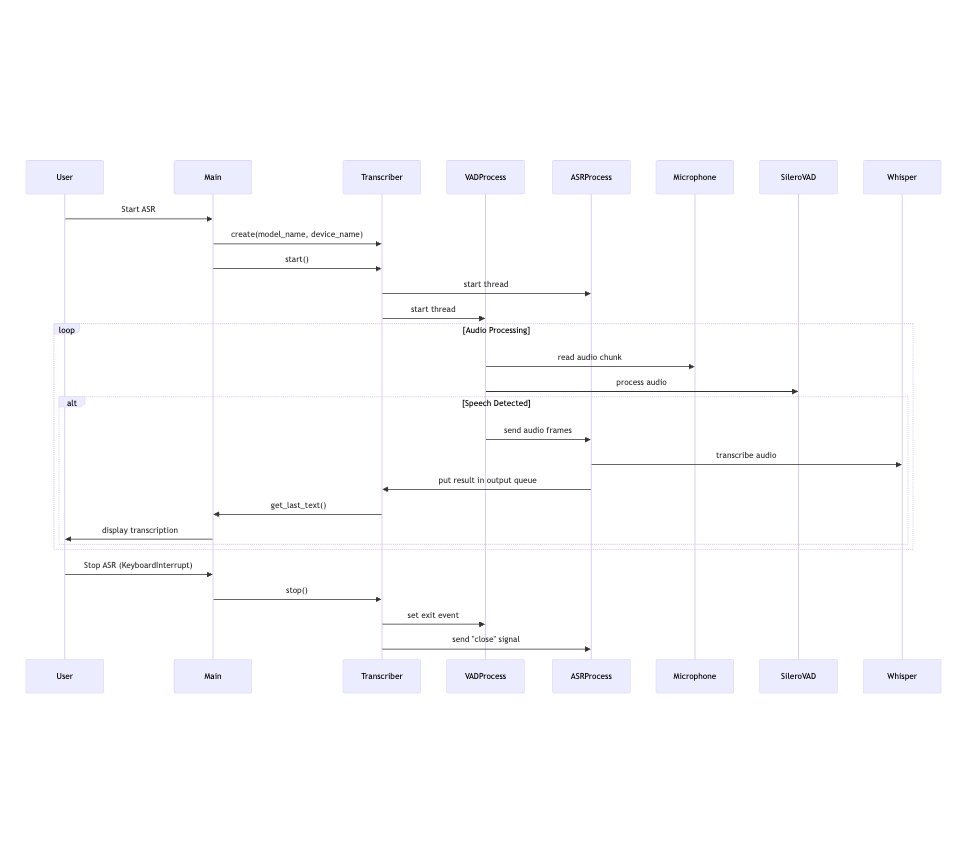 User Main Transcriber VADProcess ASRProcess Microphone SileroVAD Whisper
Start ASR
create(model_name, device_name)
start()
start thread
start thread
loop [Audio Processing]
read audio chunk
process audio
alt [Speech Detected]
send audio frames
transcribe audio
put result in output queue
get_last_text()
display transcription
Stop ASR (KeyboardInterrupt)
stop()
set exit event
send "close" signal
User Main Transcriber VADProcess ASRProcess Microphone SileroVAD Whisper